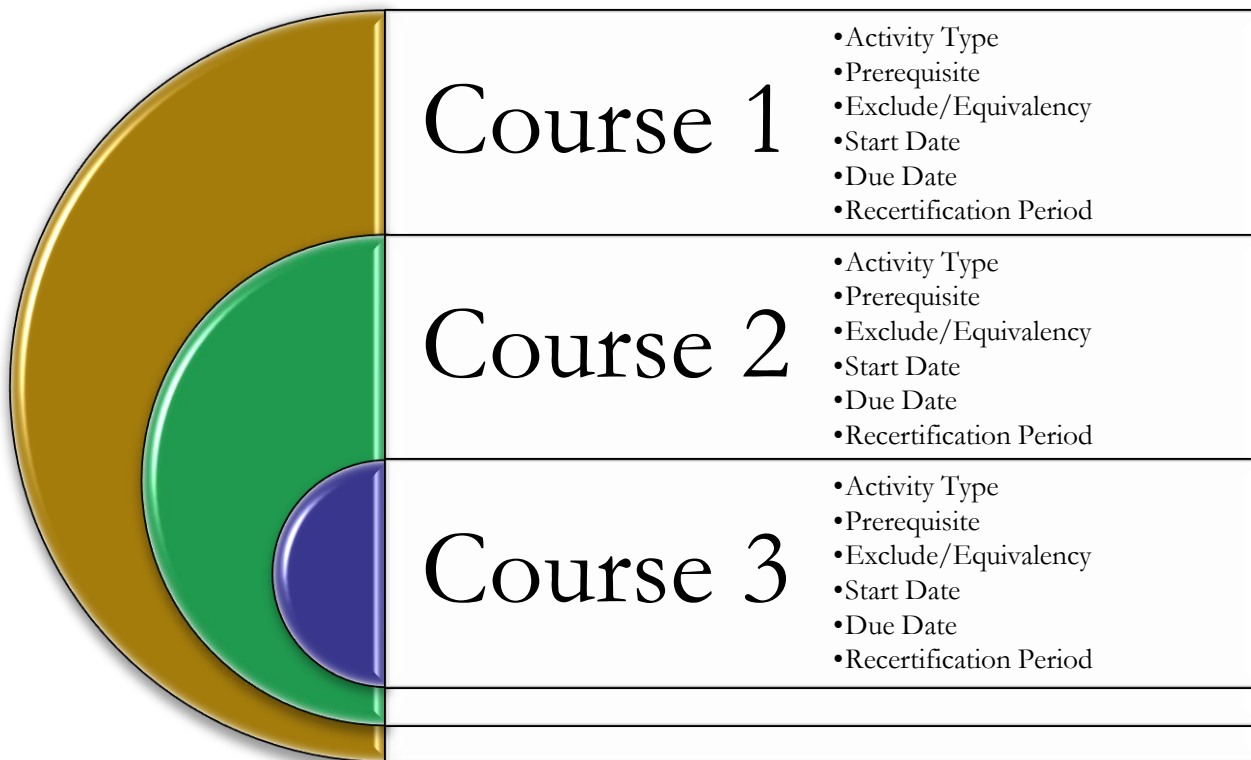 Course 1
•Activity Type
•Prerequisite
•Exclude/Equivalency
•Start Date
•Due Date
•Recertification Period
Course 2
•Activity Type
•Prerequisite
•Exclude/Equivalency
•Start Date
•Due Date
•Recertification Period
Course 3
•Activity Type
•Prerequisite
•Exclude/Equivalency
•Start Date
•Due Date
•Recertification Period